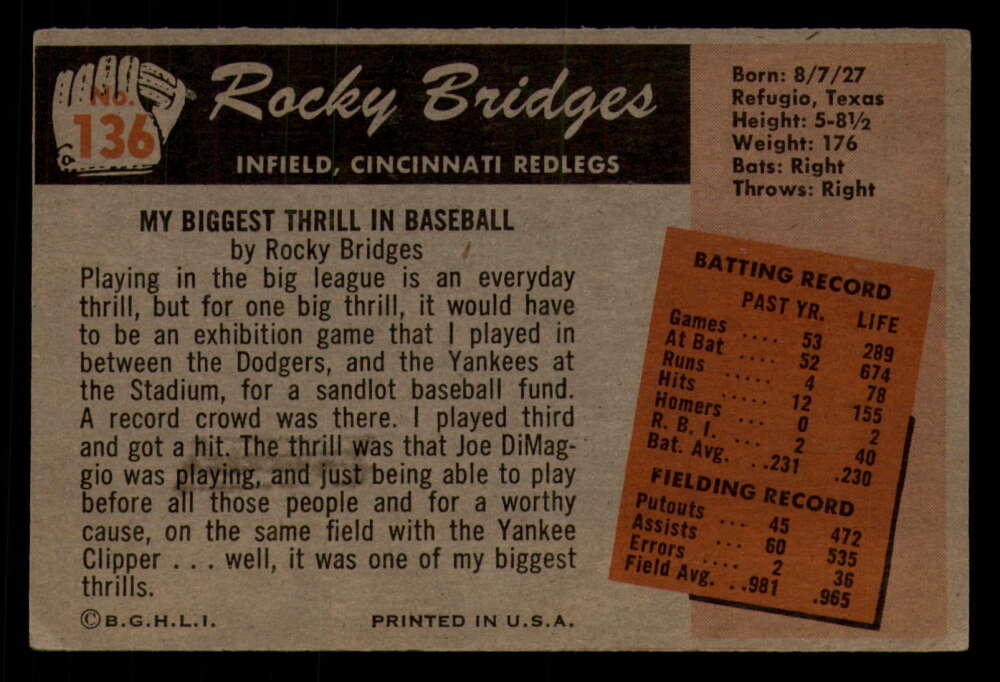 No.
136
Rocky Bridges
INFIELD, CINCINNATI REDLEGS
MY BIGGEST THRILL IN BASEBALL
by Rocky Bridges
Playing in the big league is an everyday
thrill, but for one big thrill, it would have
to be an exhibition game that I played in
between the Dodgers, and the Yankees at
the Stadium, for a sandlot baseball fund.
A record crowd was there. I played third
and got a hit. The thrill was that Joe DiMag-
gio was playing, and just being able to play
before all those people and for a worthy
cause, on the same field with the Yankee
Clipper . . . well, it was one of my biggest
thrills.
©B.G.H.L.I. PRINTED IN U.S.A.
Born: 8/7/27
Refugio, Texas
Height: 5-8½
Weight: 176
Bats: Right
Throws: Right
BATTING RECORD
PAST YR. LIFE
Games .... 53 289
At Bat .... 52 674
Runs ..... 4 78
Hits ..... 12 155
Homers ... 0 2
R. B. I. ... 2 40
Bat. Avg. ..231 .230
FIELDING RECORD
Putouts ... 45 472
Assists ... 60 535
Errors .... 2 36
Field Avg. ..981 .965